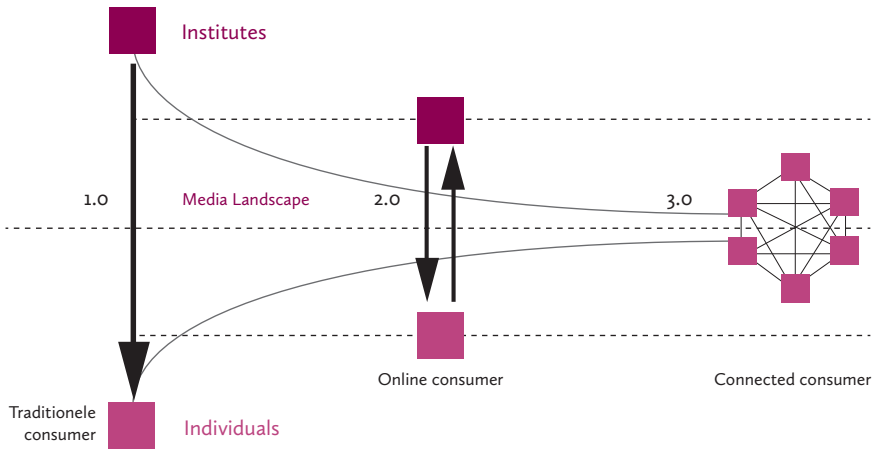 Institutes
1.0
Media Landscape
2.0
3.0
Online consumer
Connected consumer
Traditionele
consumer
Individuals